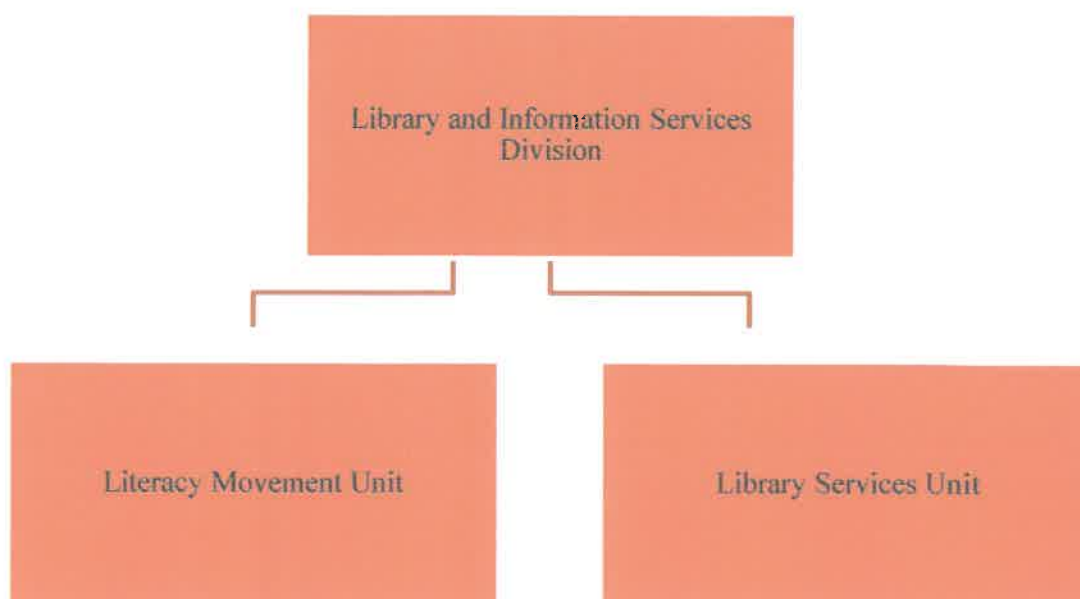 Library and Information Services
Division
Literacy Movement Unit
Library Services Unit